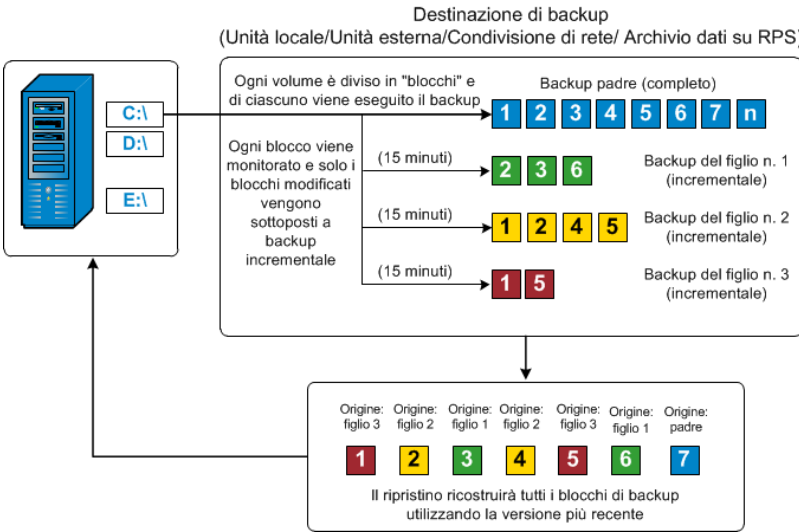 Destinazione di backup
(Unità locale/Unità esterna/Condivisione di rete/ Archivio dati su RPS)
C:\
D:\
E:\
Ogni volume è diviso in "blocchi" e
di ciascuno viene eseguito il backup
Backup padre (completo)
1 2 3 4 5 6 7 n
Ogni blocco viene
monitorato e solo i
blocchi modificati
vengono
sottoposti a
backup
incrementale
(15 minuti)
2 3 6
Backup del figlio n. 1
(incrementale)
(15 minuti)
1 2 4 5
Backup del figlio n. 2
(incrementale)
(15 minuti)
1 5
Backup del figlio n. 3
(incrementale)
Origine: figlio 3
Origine: figlio 2
Origine: figlio 1
Origine: figlio 2
Origine: figlio 3
Origine: figlio 1
Origine: padre
1 2 3 4 5 6 7
Il ripristino ricostruirà tutti i blocchi di backup
utilizzando la versione più recente